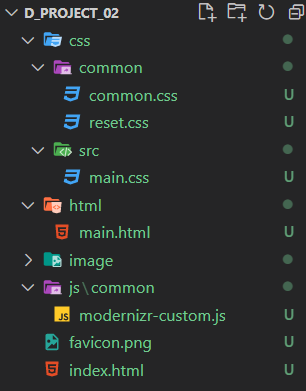 D_PROJECT_02
css
common
common.css U
reset.css U
src
main.css U
html
main.html U
image
js\common
JS modernizr-custom.js U
favicon.png U
index.html U